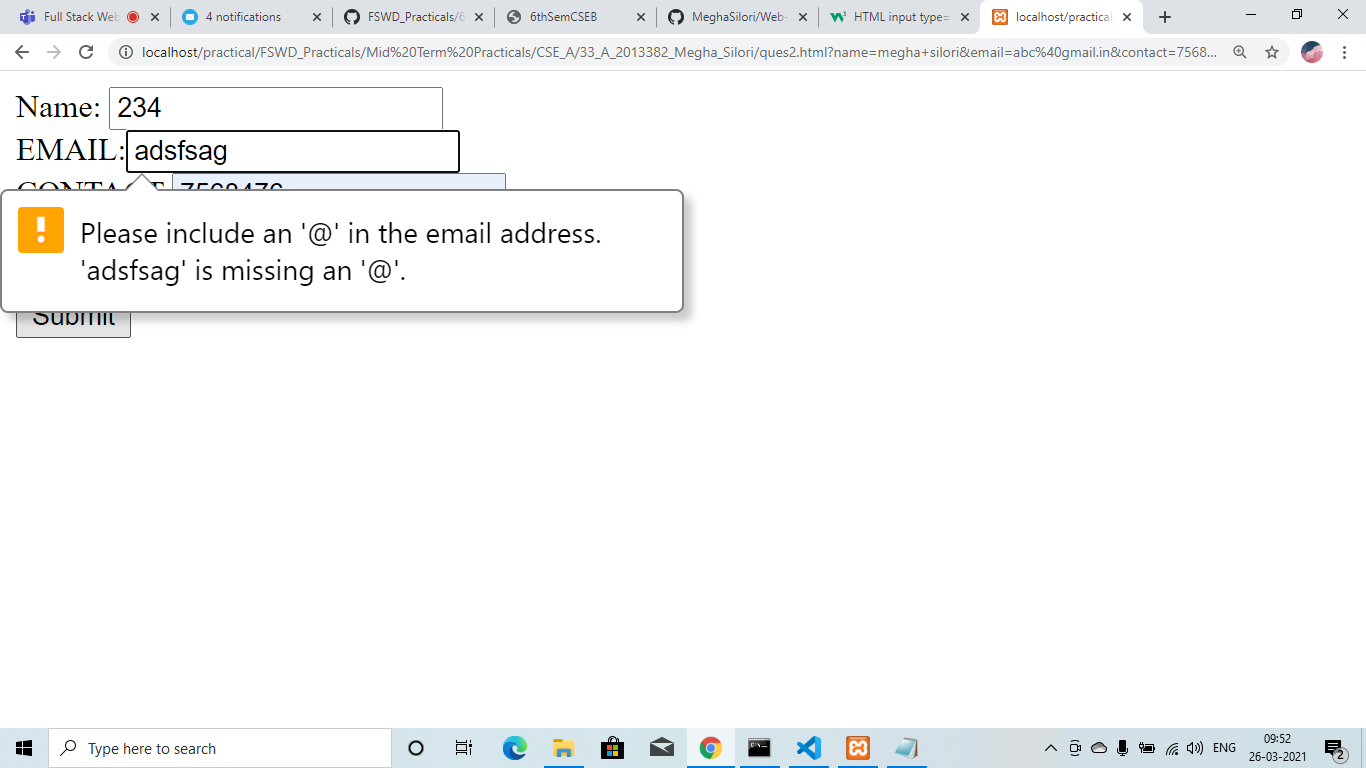 Full Stack Web
4 notifications
FSWD_Practicals/6
6thSemCSEB
MeghaSilori/Web-
HTML input type=
localhost/practical
localhost/practical/FSWD_Practicals/Mid%20Term%20Practicals/CSE_A/33_A_2013382_Megha_Silori/ques2.html?name=megha+silori&email=abc%40gmail.in&contact=7568...
Name: 234
EMAIL: adsfsag
CONTACT 7568476
Please include an '@' in the email address.
'adsfsag' is missing an '@'.
Submit
Type here to search
ENG
09:52
26-03-2021
2